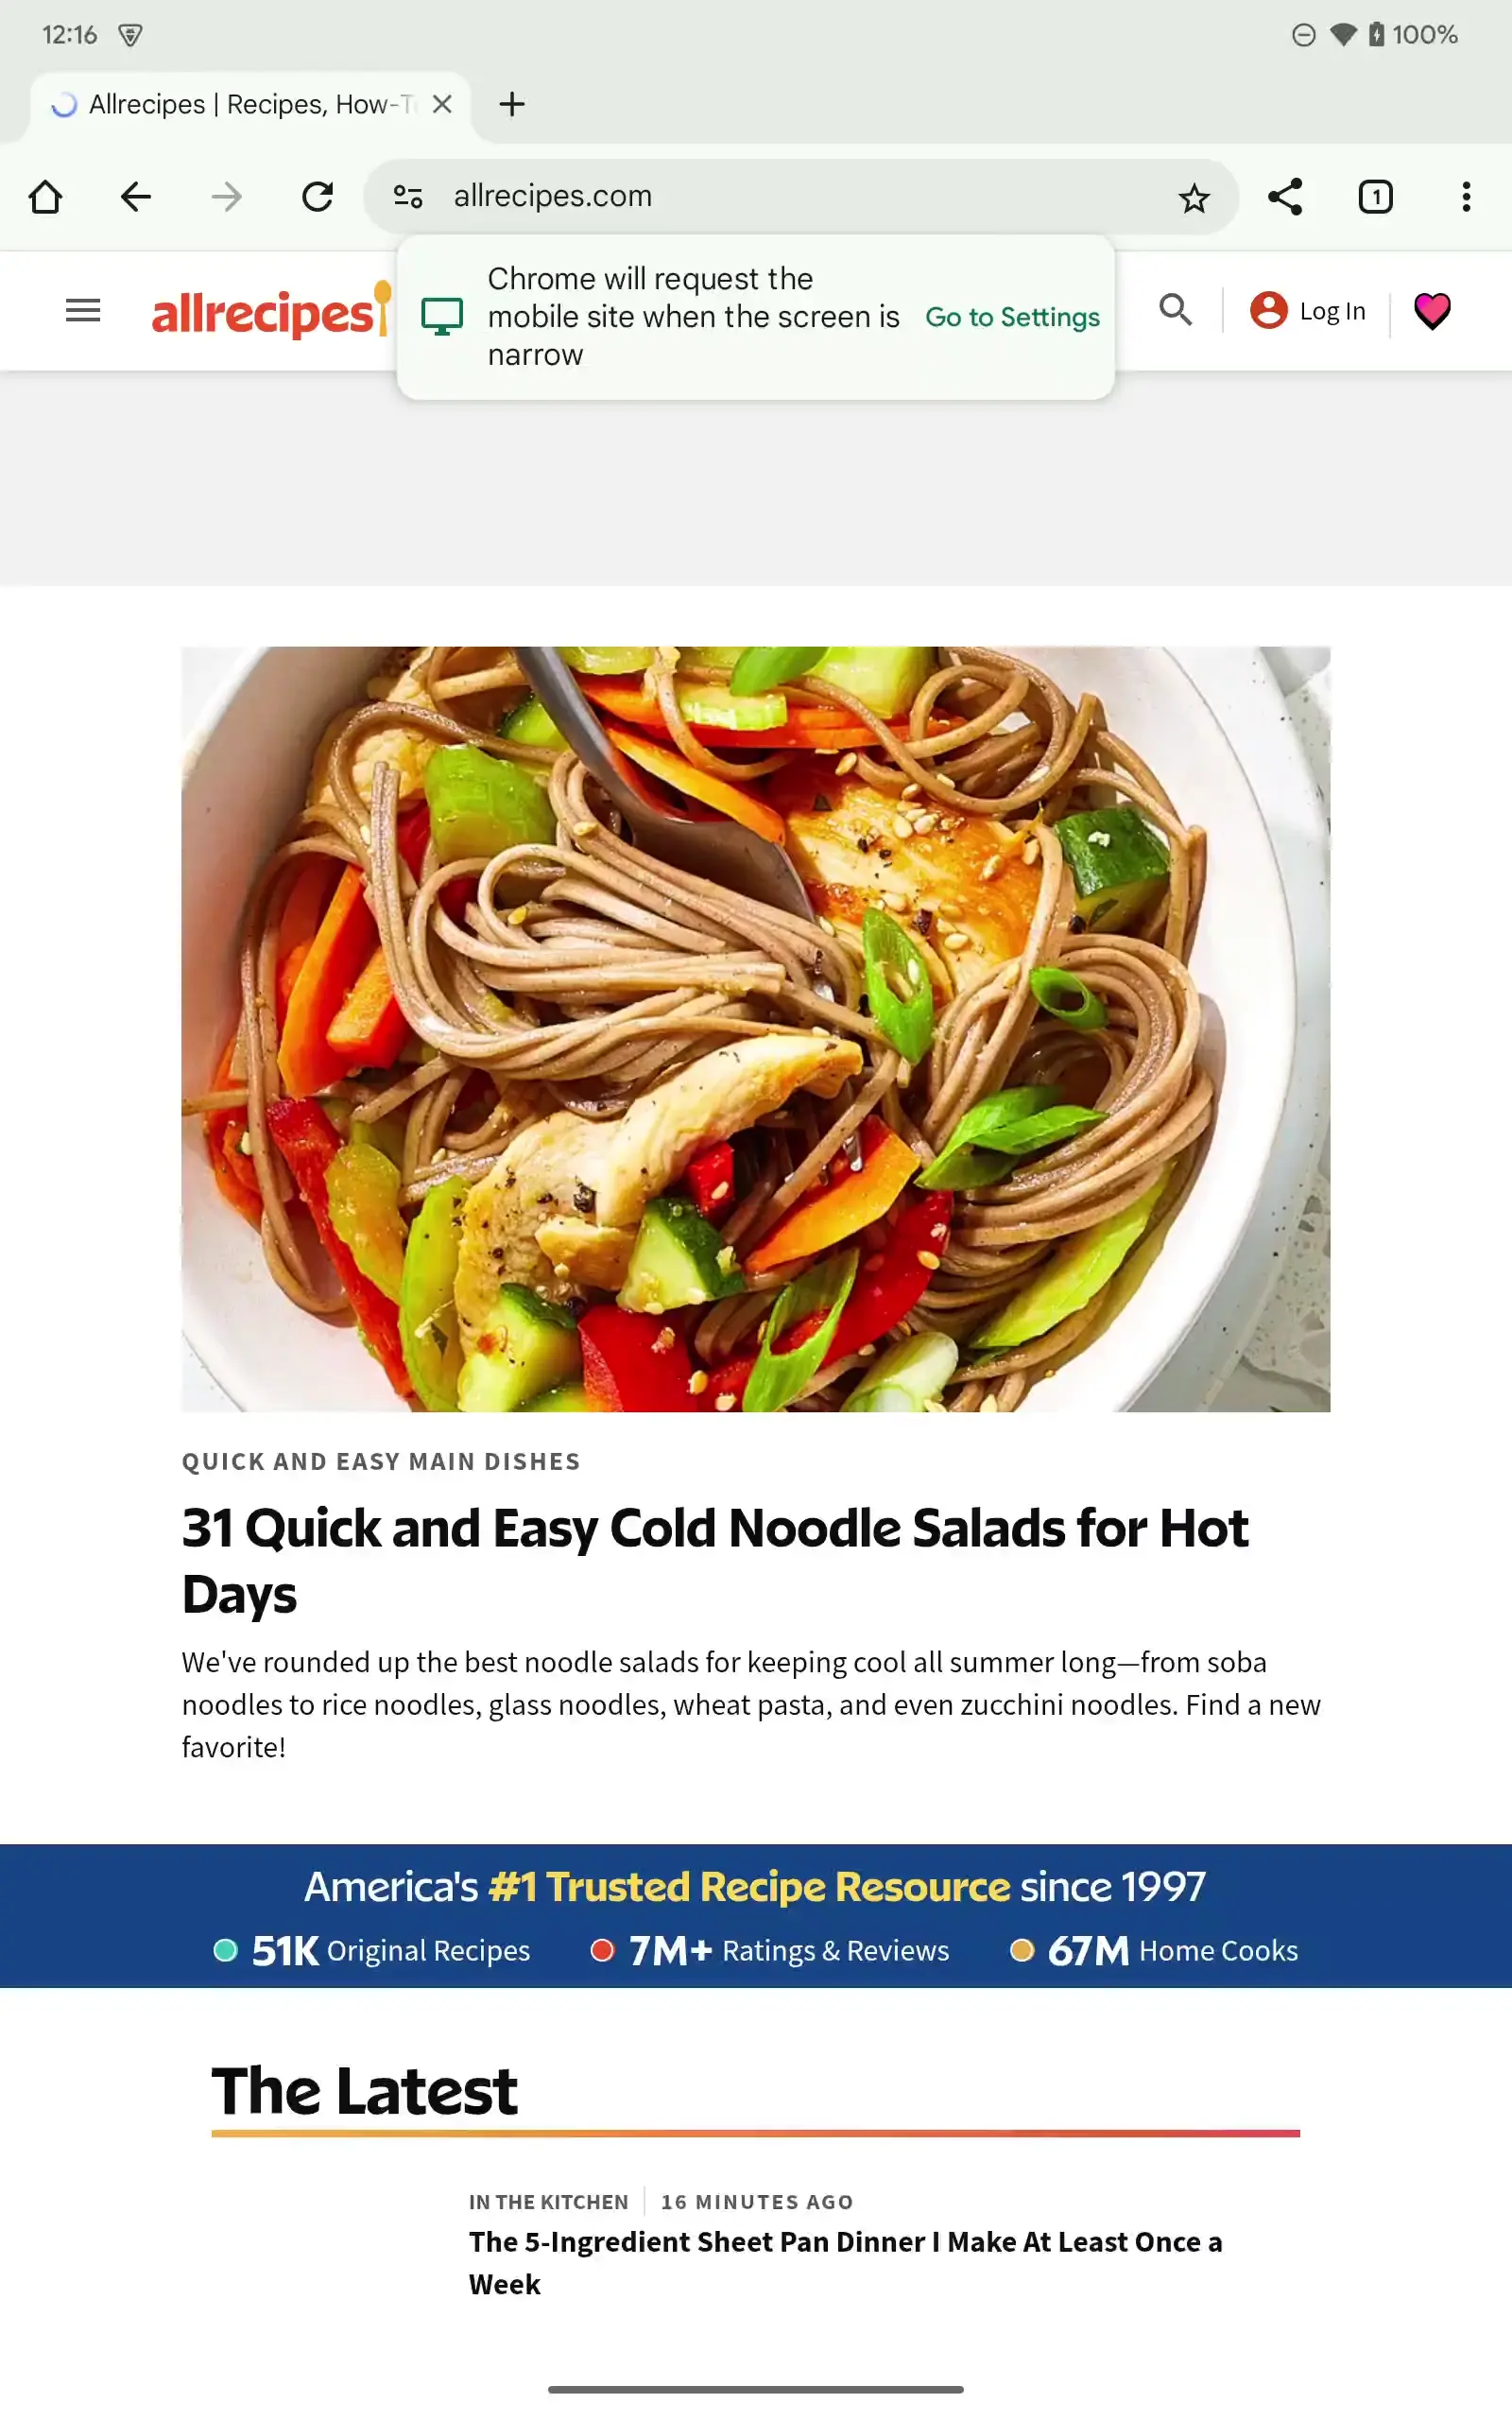 12:16
100%
Allrecipes | Recipes, How-T
allrecipes.com
1
Chrome will request the
mobile site when the screen is
narrow
Go to Settings
allrecipes
Log In
QUICK AND EASY MAIN DISHES
31 Quick and Easy Cold Noodle Salads for Hot
Days
We've rounded up the best noodle salads for keeping cool all summer long—from soba
noodles to rice noodles, glass noodles, wheat pasta, and even zucchini noodles. Find a new
favorite!
America's #1 Trusted Recipe Resource since 1997
51K Original Recipes 7M+ Ratings & Reviews 67M Home Cooks
The Latest
IN THE KITCHEN 16 MINUTES AGO
The 5-Ingredient Sheet Pan Dinner I Make At Least Once a
Week